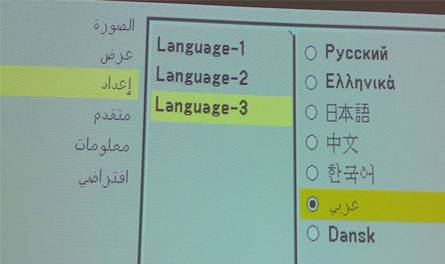 الصورة
عرض
إعداد
متقدم
معلومات
افتراضي
Language-1
Language-2
Language-3
Русский
Ελληνικά
日本語
中文
한국어
عربي
Dansk